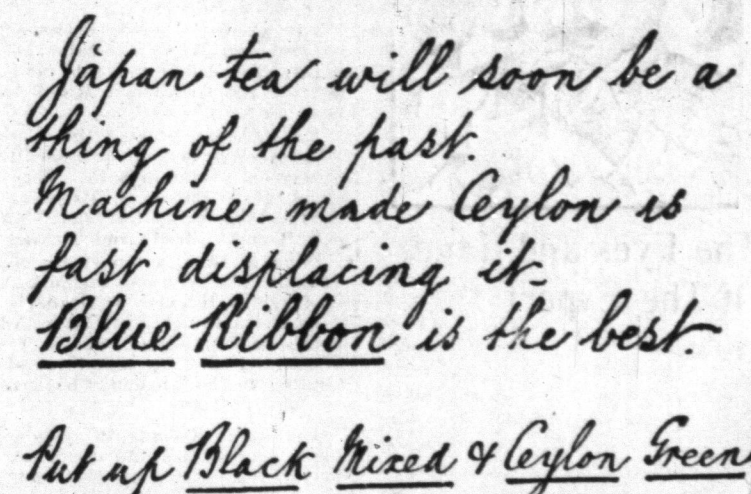 Japan tea will soon be a
thing of the past.
Machine-made Ceylon is
fast displacing it-
Blue Ribbon is the best.
Put up Black Mixed & Ceylon Green